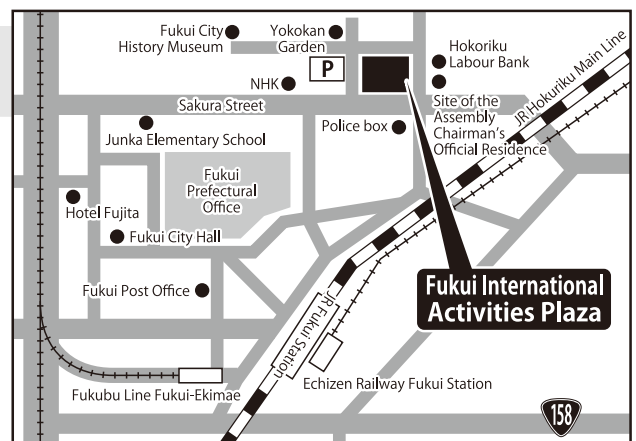 Fukui City
History Museum
Yokokan
Garden
Hokoriku
Labour Bank
NHK
P
Sakura Street
Site of the
Assembly
Chairman's
Official Residence
JR Hokuriku Main Line
Junka Elementary School
Police box
Fukui
Prefectural
Office
Hotel Fujita
Fukui City Hall
Fukui Post Office
Fukui International
Activities Plaza
JR Fukui Station
Echizen Railway Fukui Station
Fukubu Line Fukui-Ekimae
158